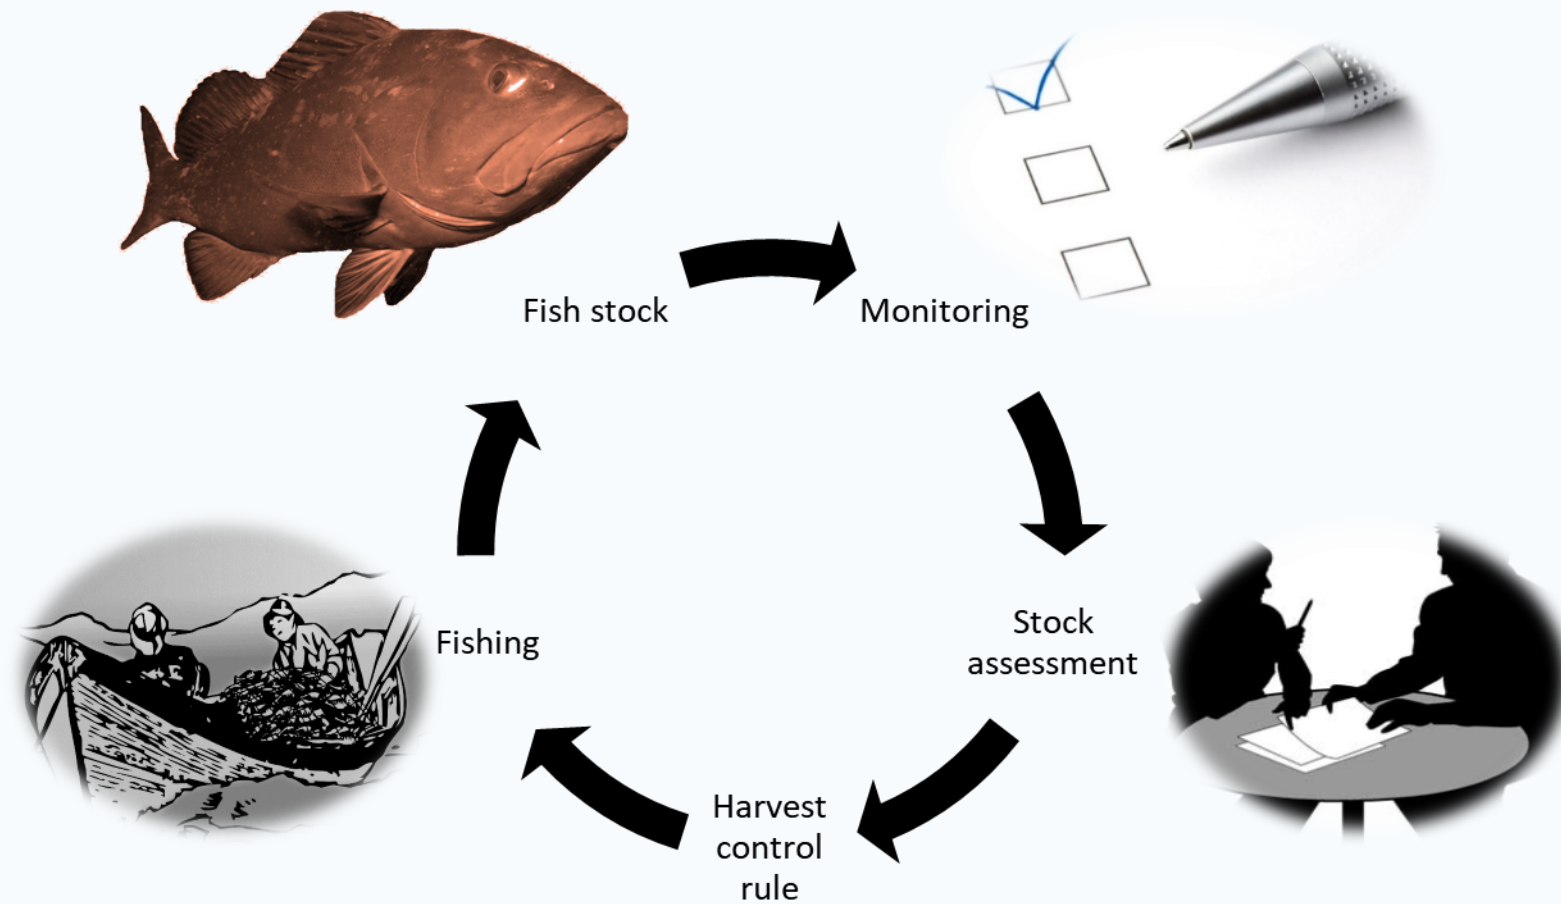 Fish stock
Monitoring
Stock
assessment
Harvest
control
rule
Fishing